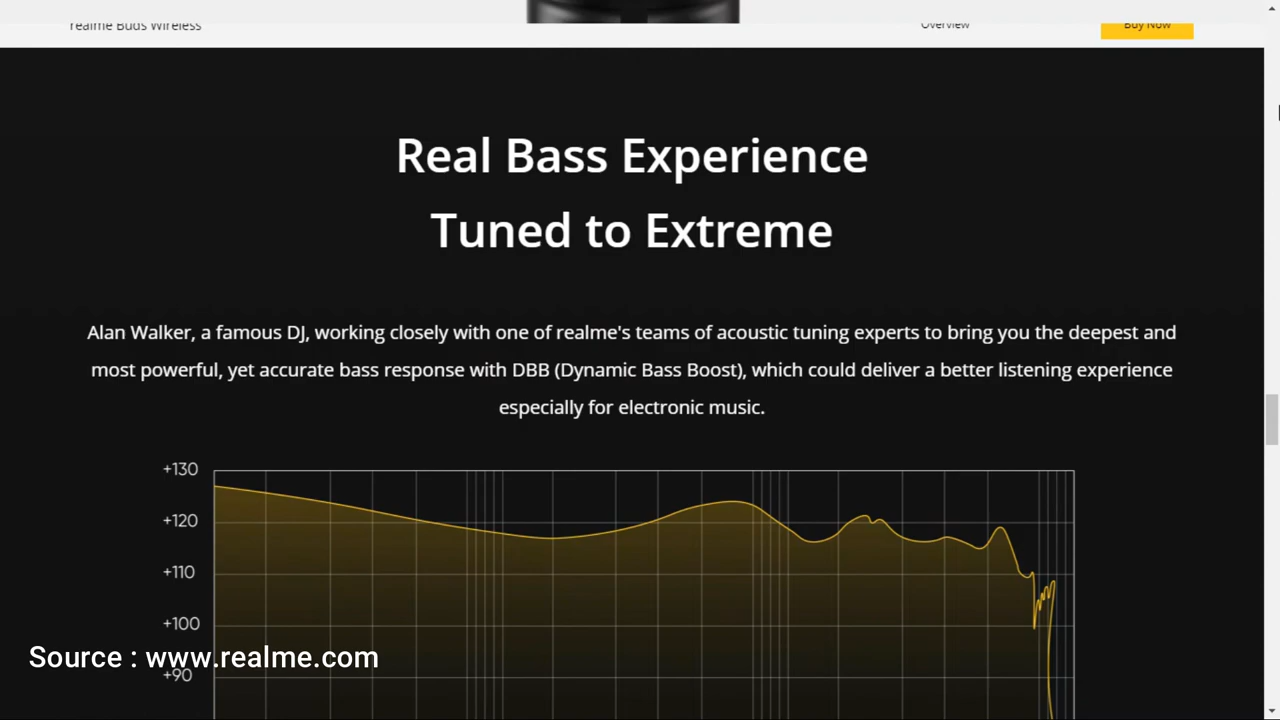 realme Buds Wireless
Overview
Buy Now
Real Bass Experience
Tuned to Extreme
Alan Walker, a famous DJ, working closely with one of realme's teams of acoustic tuning experts to bring you the deepest and
most powerful, yet accurate bass response with DBB (Dynamic Bass Boost), which could deliver a better listening experience
especially for electronic music.
+130
+120
+110
+100
Source : www.realme.com
+90